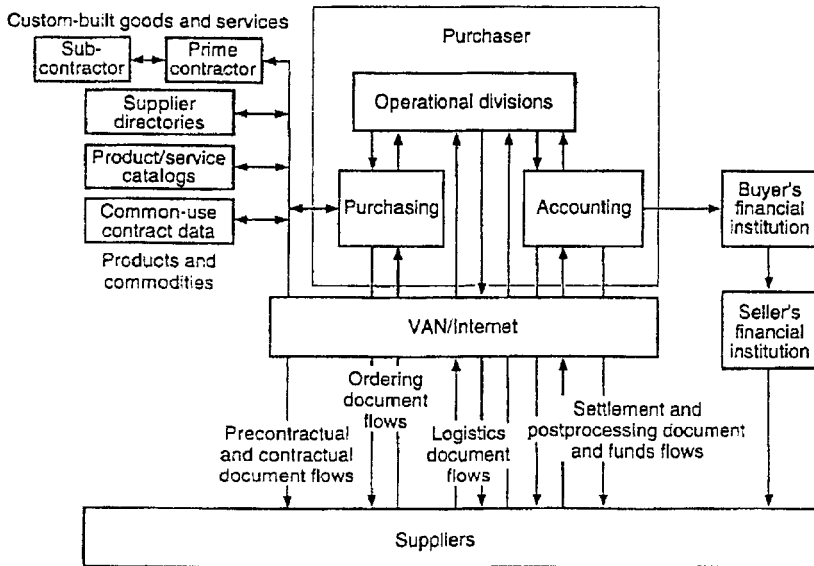 Custom-built goods and services
Sub-
contractor
Prime
contractor
Supplier
directories
Product/service
catalogs
Common-use
contract data
Products and
commodities
Purchaser
Operational divisions
Purchasing
Accounting
Buyer's
financial
institution
Seller's
financial
institution
VAN/Internet
Precontractual
and contractual
document flows
Ordering
document
flows
Logistics
document
flows
Settlement and
postprocessing document
and funds flows
Suppliers